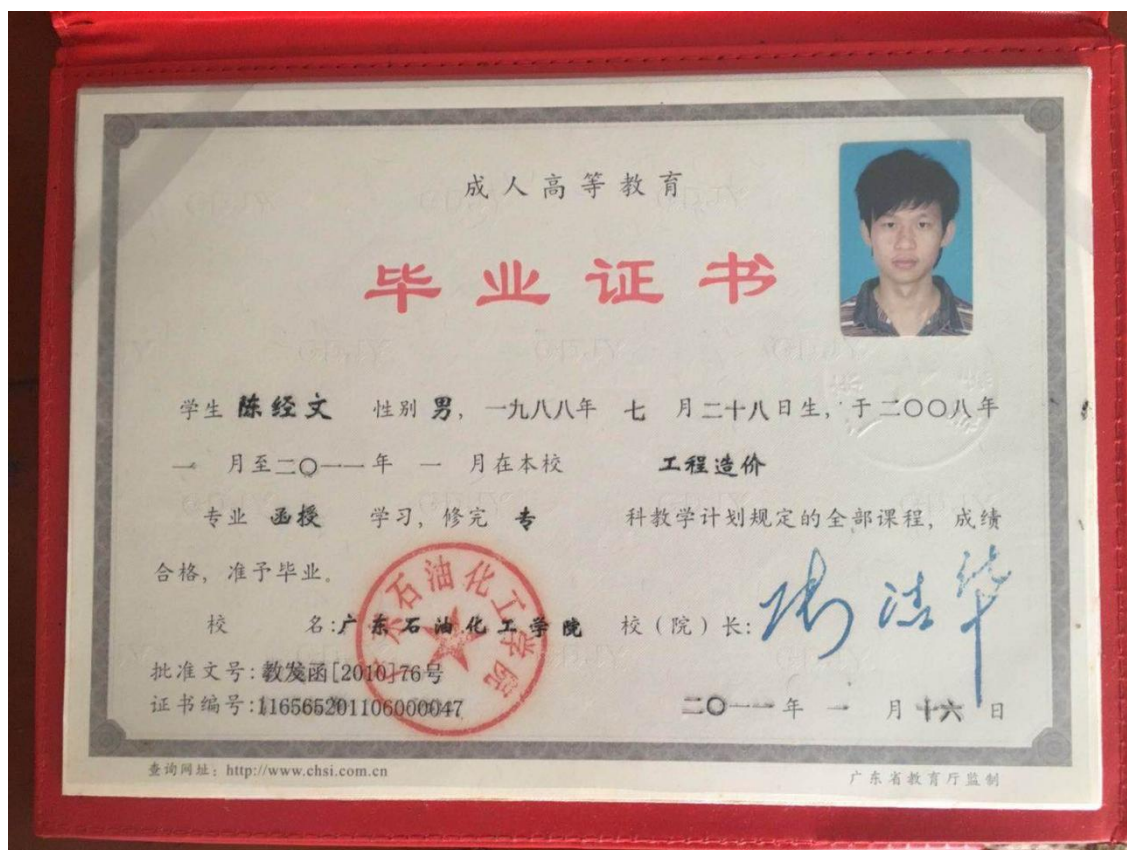 成人高等教育
毕业证书
学生 陈经文 性别 男，一九八八年 七 月二十八日生，于二〇〇八年
一 月至二〇一一年 一 月在本校 工程造价
专业 函授 学习，修完 专 科教学计划规定的全部课程，成绩
合格，准予毕业。
校 名:广东石油化工学院 校（院）长:
批准文号:教发函[2010]76号
证书编号:116565201106000047 二〇一一年 一 月 十六 日
查询网址：http://www.chsi.com.cn 广东省教育厅监制
广东石油化工学院